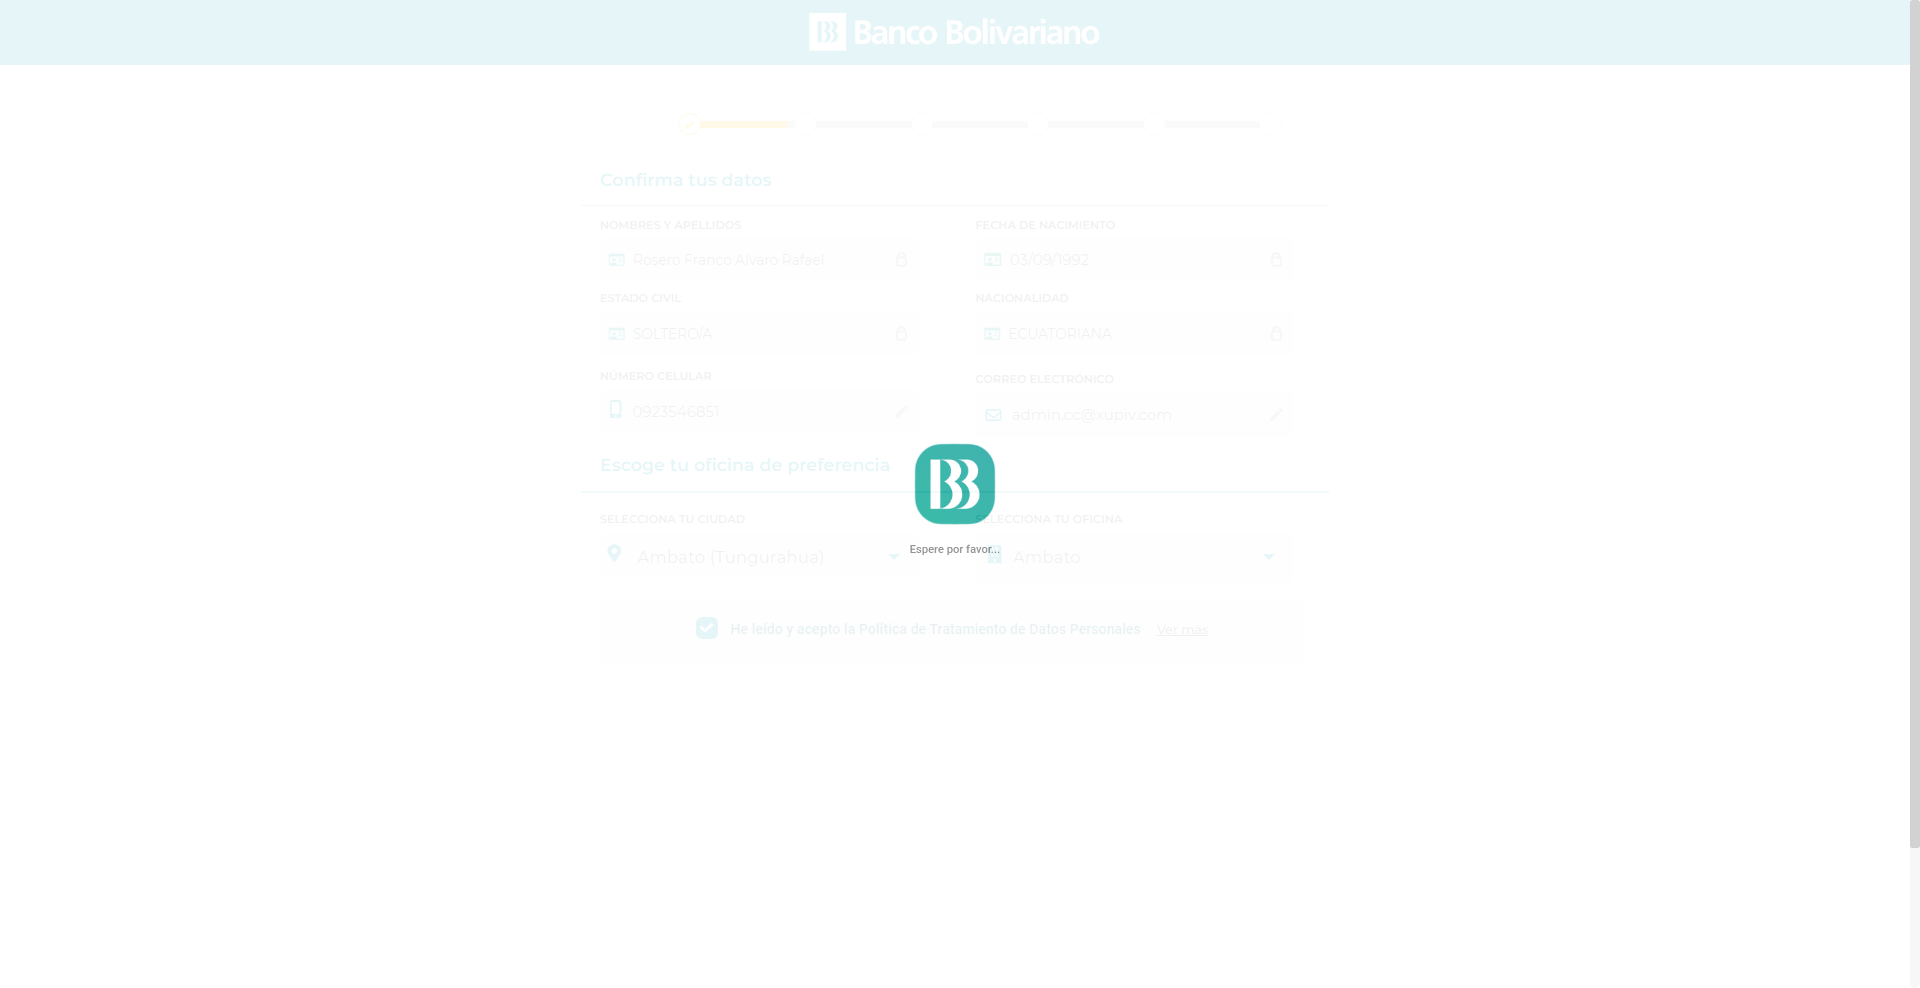 Banco Bolivariano
Confirma tus datos
NOMBRES Y APELLIDOS
Rosero Franco Alvaro Rafael
FECHA DE NACIMIENTO
03/09/1992
ESTADO CIVIL
SOLTERO/A
NACIONALIDAD
ECUATORIANA
NÚMERO CELULAR
0923546851
CORREO ELECTRÓNICO
admin.cc@xupiv.com
Escoge tu oficina de preferencia
SELECCIONA TU CIUDAD
Ambato (Tungurahua)
SELECCIONA TU OFICINA
Ambato
Espere por favor...
He leído y acepto la Política de Tratamiento de Datos Personales Ver más